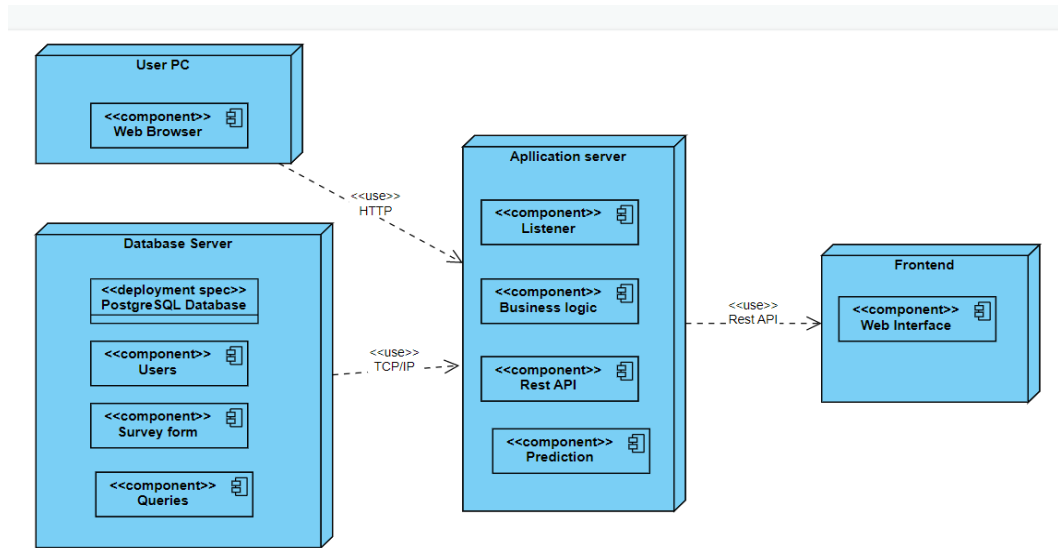 User PC
<<component>>
Web Browser
<<use>>
HTTP
Database Server
<<deployment spec>>
PostgreSQL Database
<<component>>
Users
<<component>>
Survey form
<<component>>
Queries
<<use>>
TCP/IP
Apllication server
<<component>>
Listener
<<component>>
Business logic
<<component>>
Rest API
<<component>>
Prediction
<<use>>
Rest API
Frontend
<<component>>
Web Interface